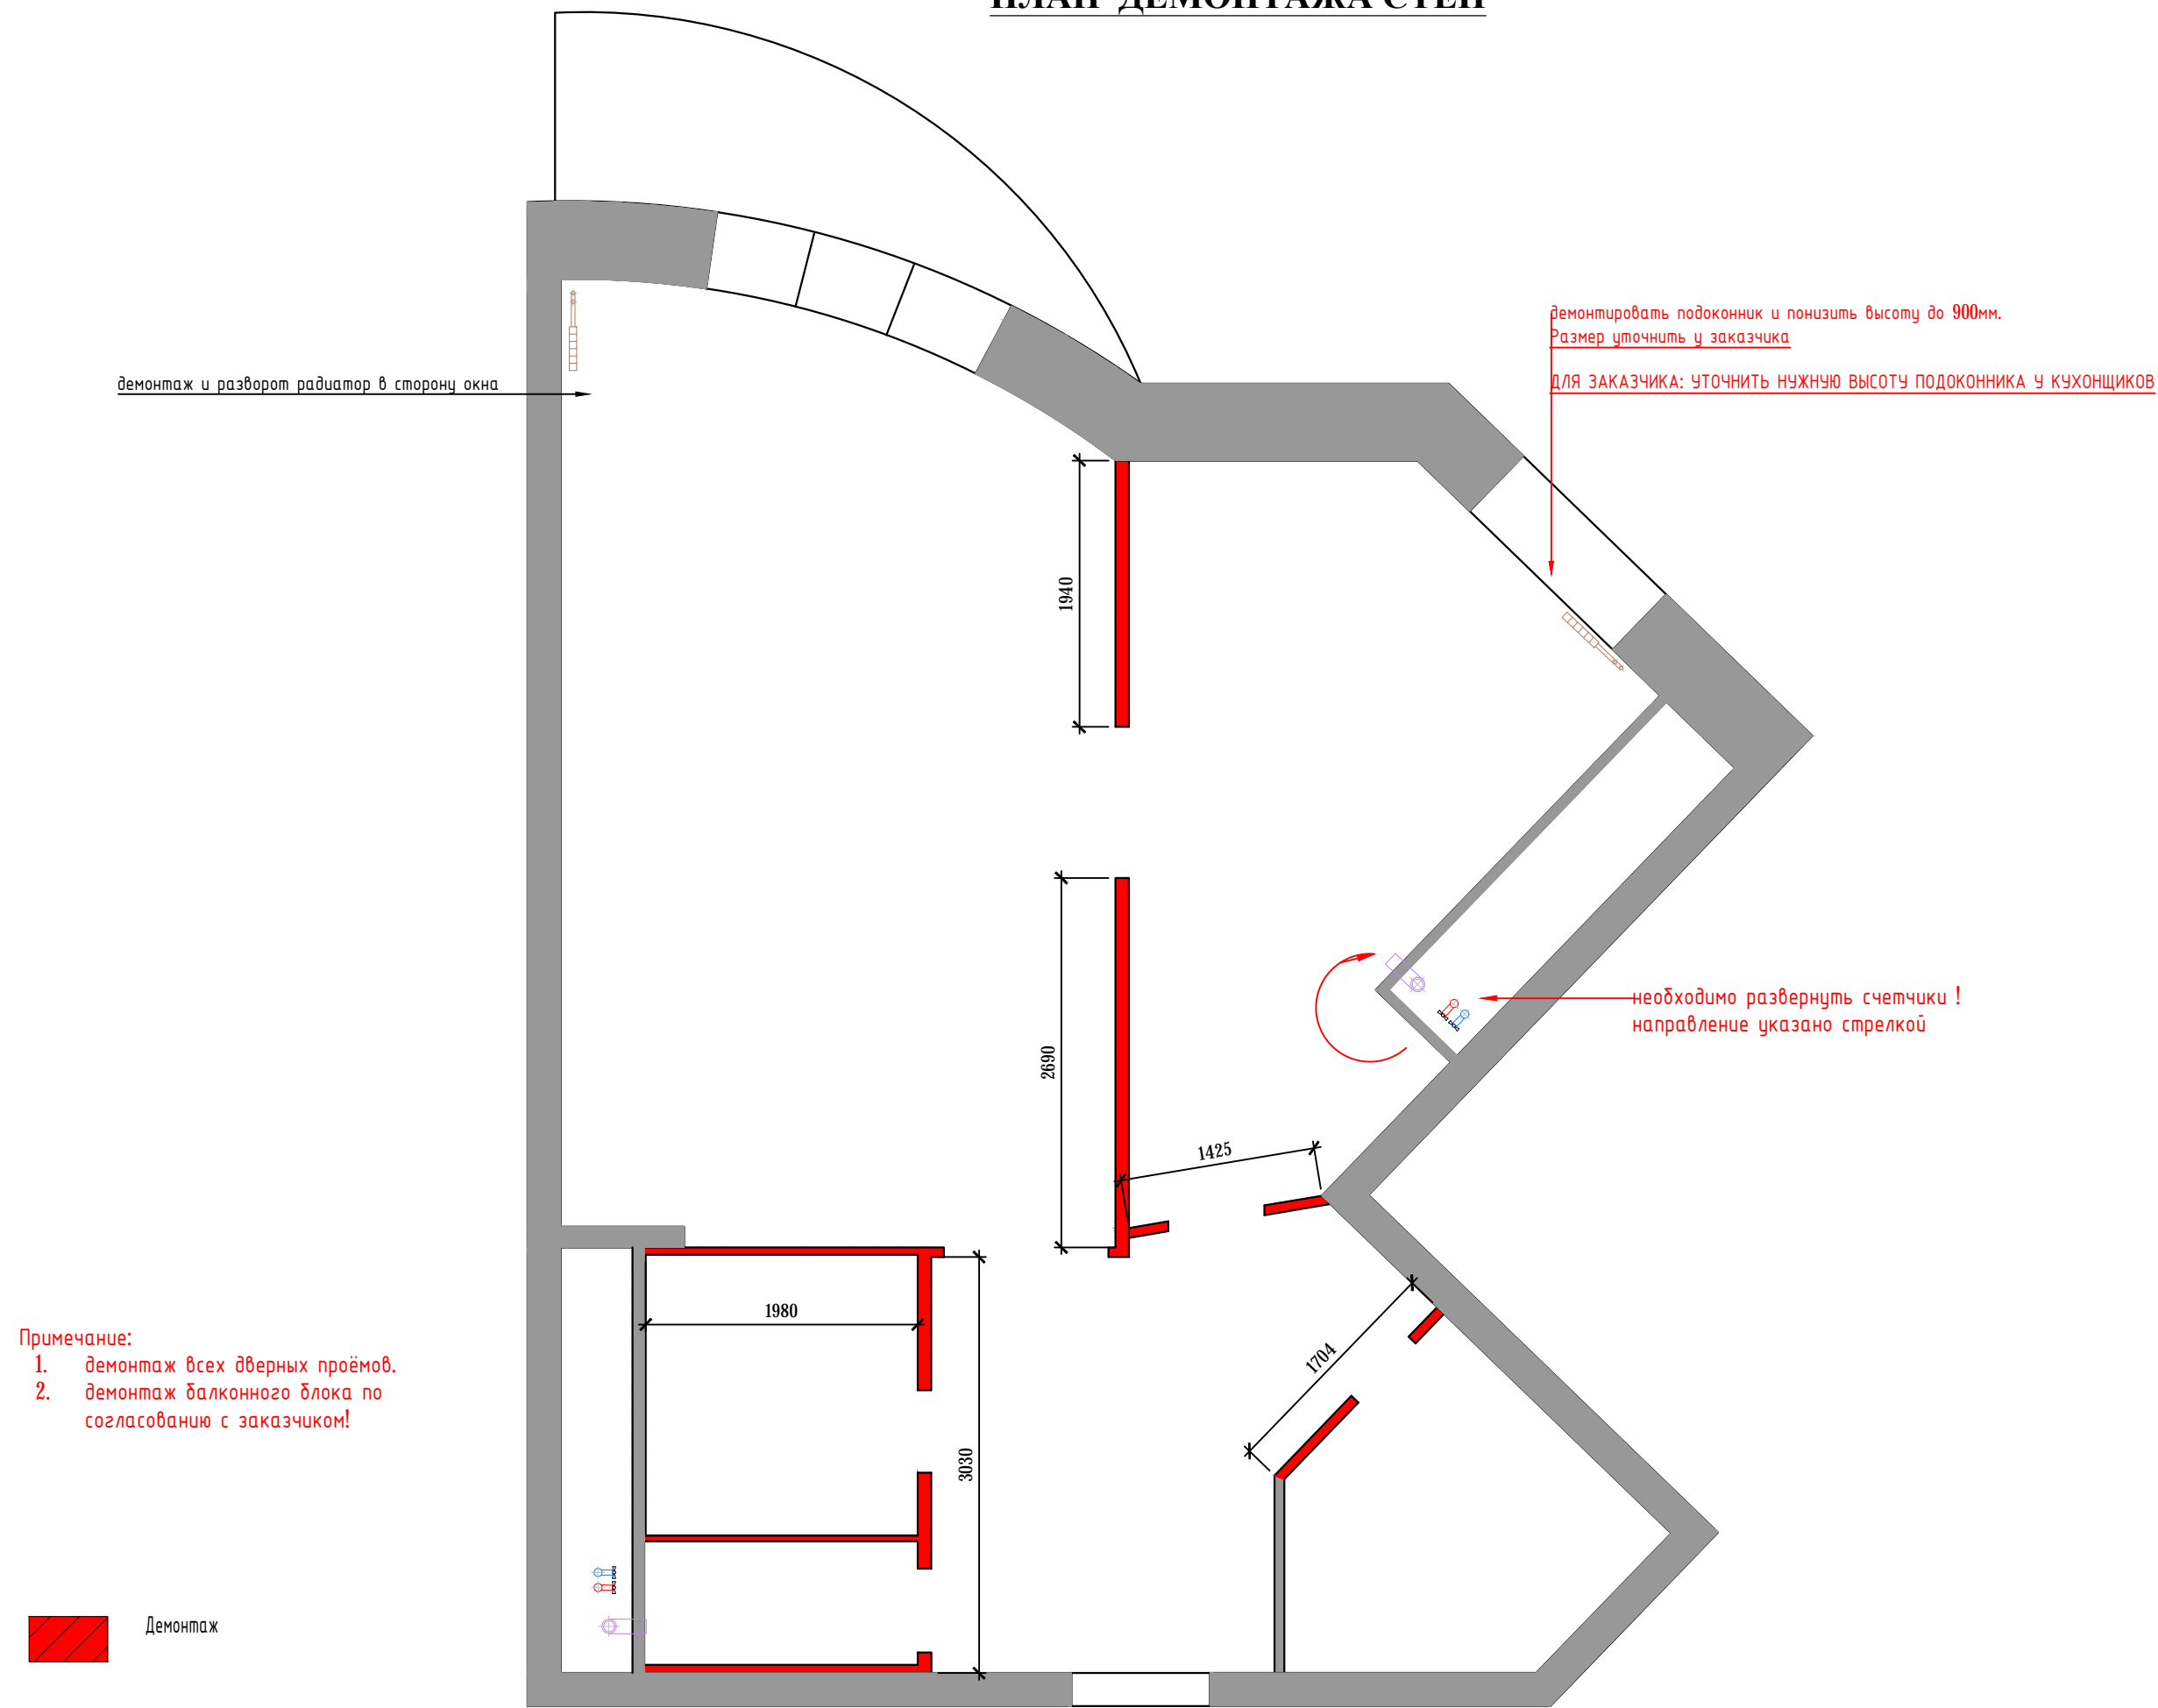 ПЛАН ДЕМОНТАЖА СТЕН
демонтировать подоконник и понизить высоту до 900мм.
Размер уточнить у заказчика
ДЛЯ ЗАКАЗЧИКА: УТОЧНИТЬ НУЖНУЮ ВЫСОТУ ПОДОКОННИКА У КУХОНЩИКОВ
демонтаж и разворот радиатор в сторону окна
1940
2690
необходимо развернуть счетчики !
направление указано стрелкой
1425
1980
1704
3030
Примечание:
1. демонтаж всех дверных проёмов.
2. демонтаж балконного блока по
согласованию с заказчиком!
Демонтаж